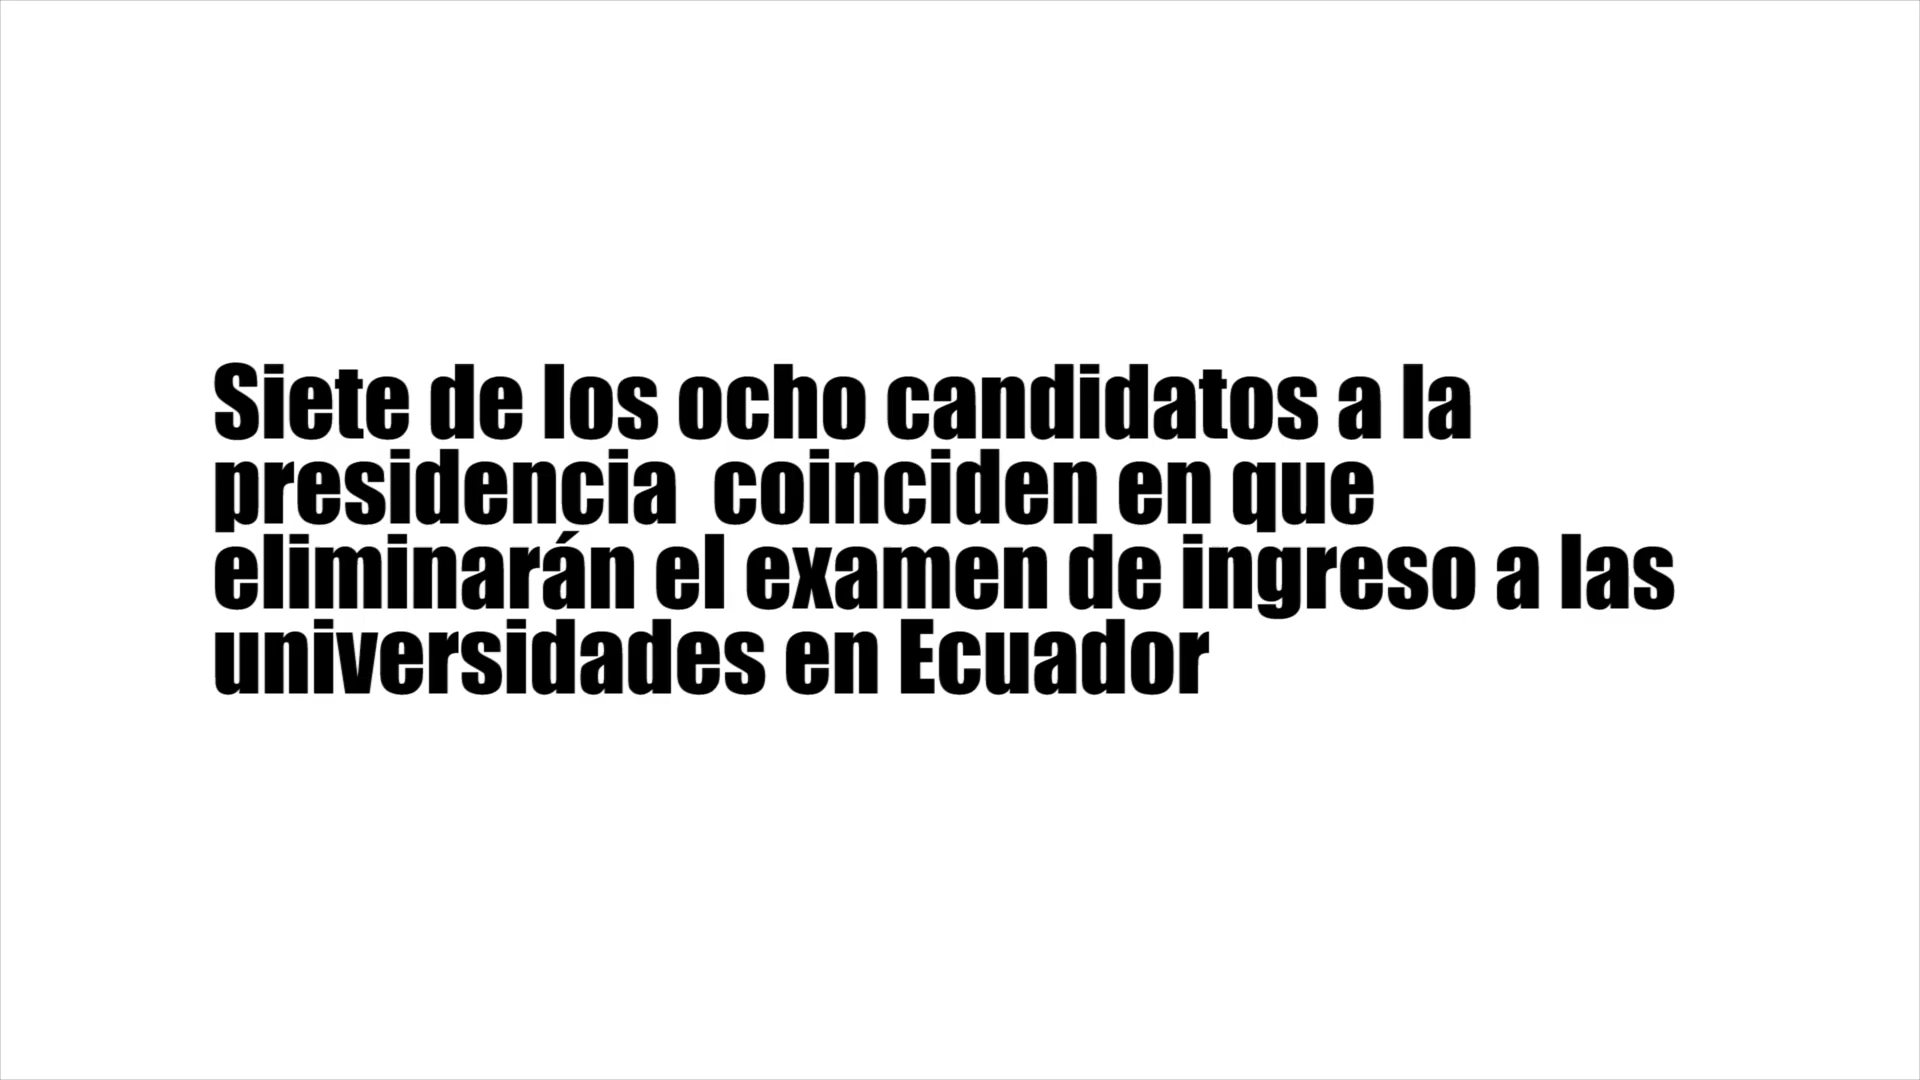 Siete de los ocho candidatos a la
presidencia  coinciden en que
eliminarán el examen de ingreso a las
universidades en Ecuador